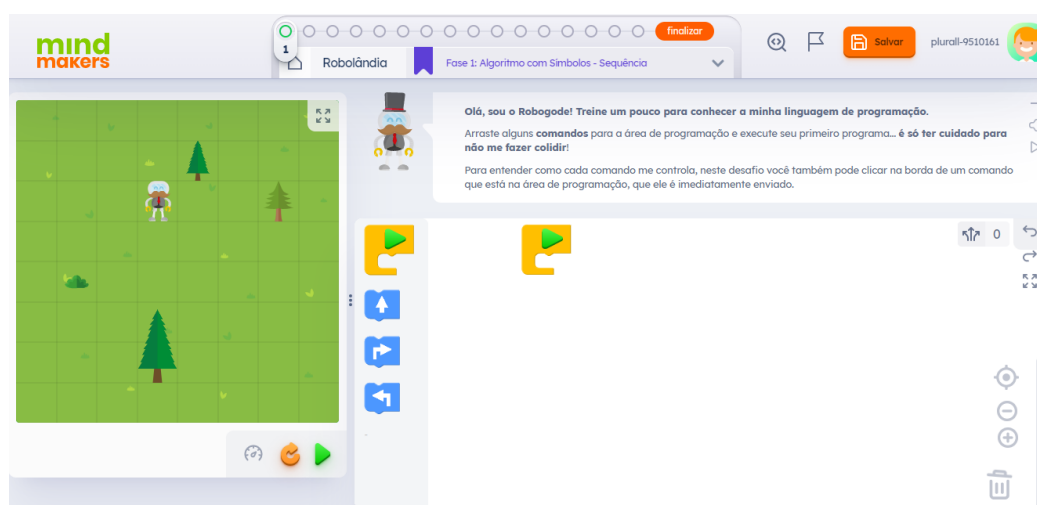 mind
makers
1
finalizar
Salvar
plurall-9510161
Robolândia
Fase 1: Algoritmo com Símbolos - Sequência
Olá, sou o Robogode! Treine um pouco para conhecer a minha linguagem de programação.
Arraste alguns comandos para a área de programação e execute seu primeiro programa... é só ter cuidado para
não me fazer colidir!
Para entender como cada comando me controla, neste desafio você também pode clicar na borda de um comando
que está na área de programação, que ele é imediatamente enviado.
0